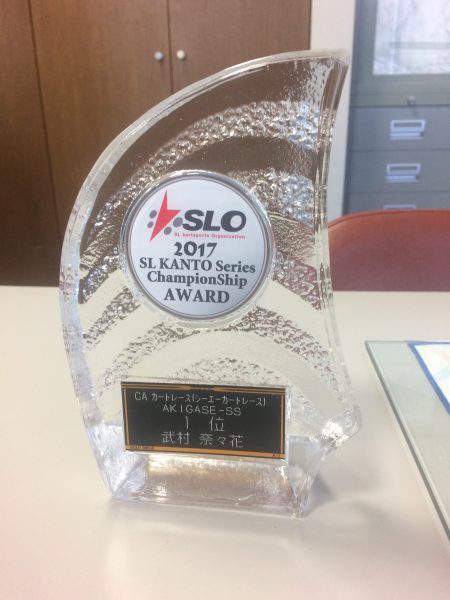 SLO
SL kartsports Organization
2017
SL KANTO Series
ChampionShip
AWARD
CA カートレース(シーエーカートレース)
AKIGASE-SS
1 位
武村 奈々花